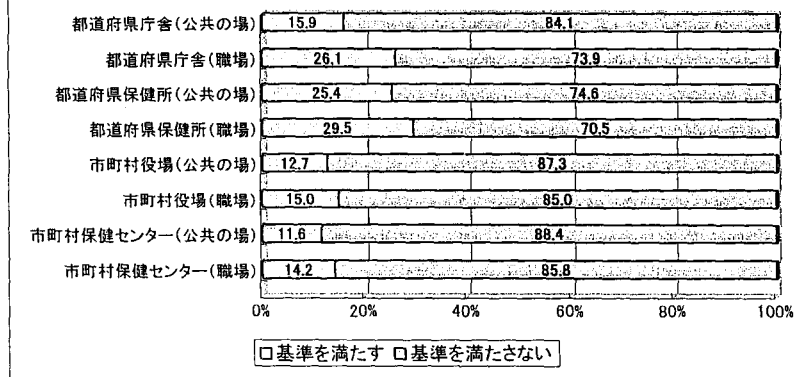 都道府県庁舎(公共の場) 15.9 84.1
都道府県庁舎(職場) 26.1 73.9
都道府県保健所(公共の場) 25.4 74.6
都道府県保健所(職場) 29.5 70.5
市町村役場(公共の場) 12.7 87.3
市町村役場(職場) 15.0 85.0
市町村保健センター(公共の場) 11.6 88.4
市町村保健センター(職場) 14.2 85.8
0% 20% 40% 60% 80% 100%
□基準を満たす □基準を満たさない